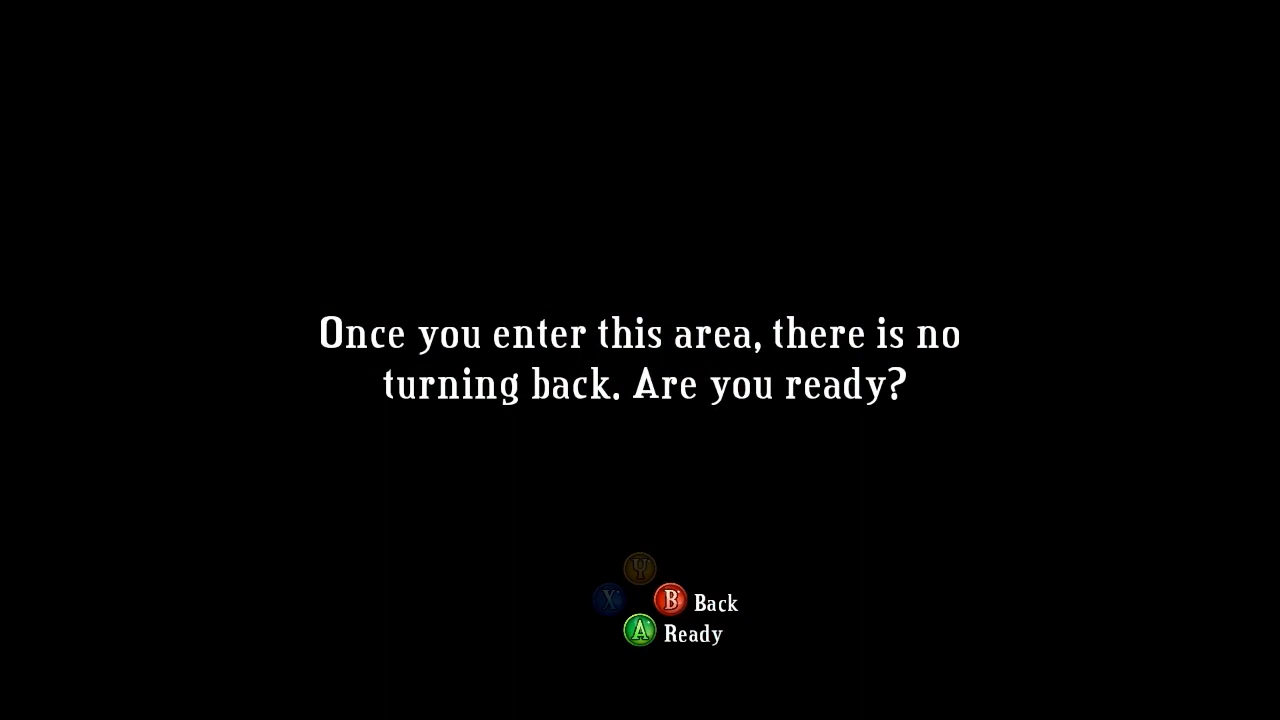 Once you enter this area, there is no
turning back. Are you ready?
Y
X B Back
A Ready